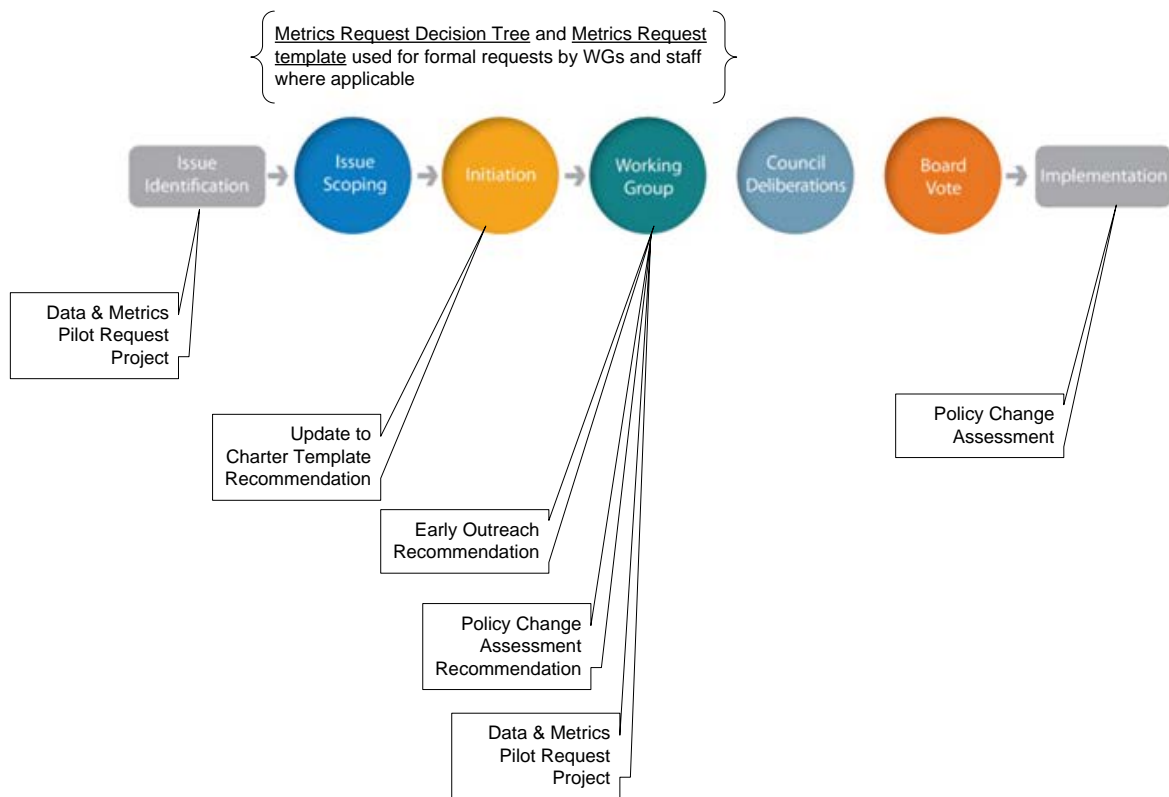 Metrics Request Decision Tree and Metrics Request
template used for formal requests by WGs and staff
where applicable
Issue
Identification
Issue
Scoping
Initiation
Working
Group
Council
Deliberations
Board
Vote
Implementation
Data & Metrics
Pilot Request
Project
Update to
Charter Template
Recommendation
Early Outreach
Recommendation
Policy Change
Assessment
Recommendation
Data & Metrics
Pilot Request
Project
Policy Change
Assessment